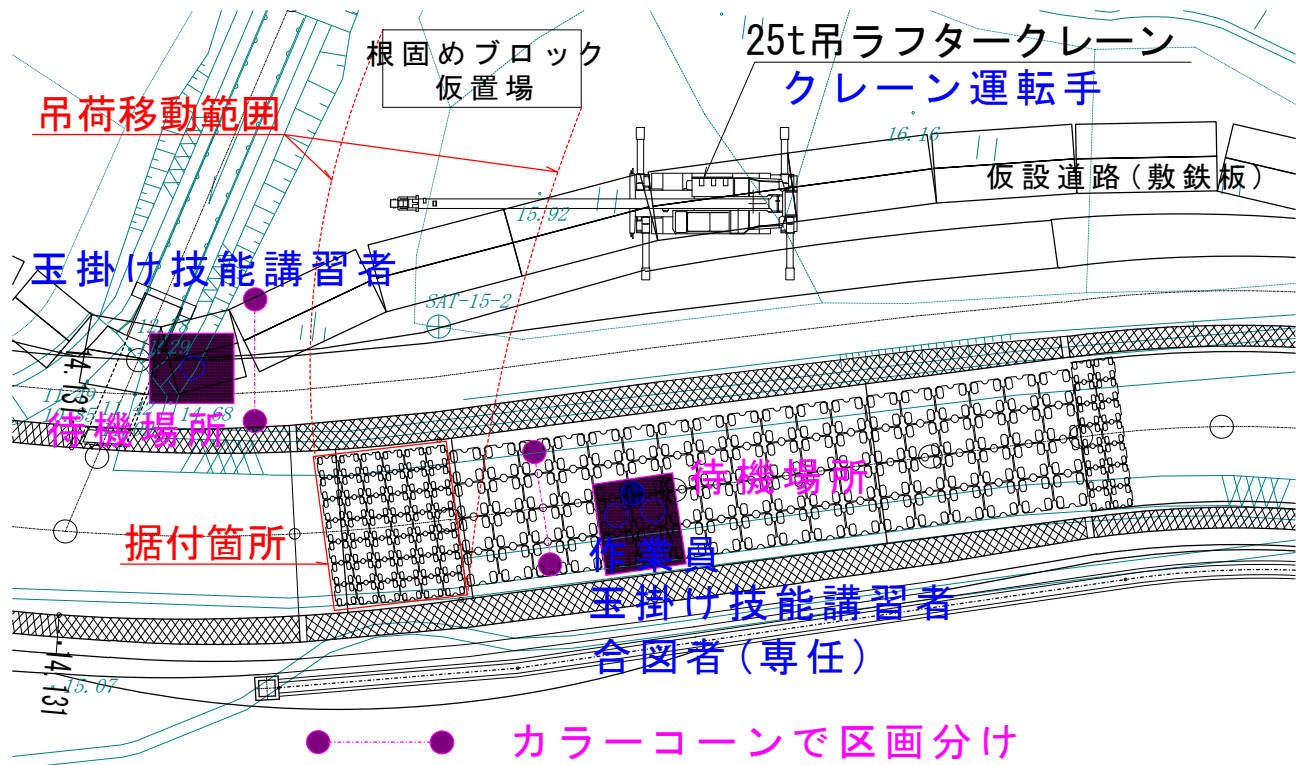 根固めブロック
仮置場
25t吊ラフタークレーン
クレーン運転手
吊荷移動範囲
16.16
仮設道路(敷鉄板)
15.92
玉掛け技能講習者
SAT-15-2
待機場所
待機場所
据付箇所
作業員
玉掛け技能講習者
合図者(専任)
14.131
15.07
カラーコーンで区画分け